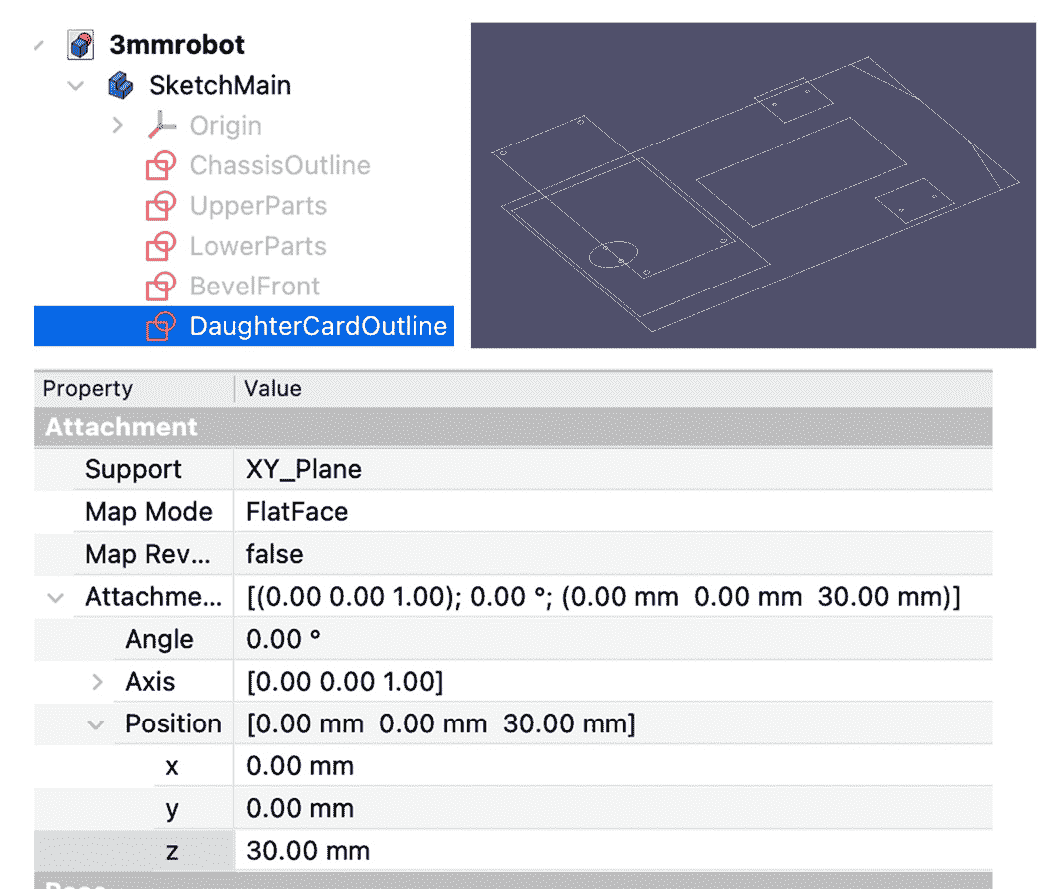 3mmrobot
SketchMain
Origin
ChassisOutline
UpperParts
LowerParts
BevelFront
DaughterCardOutline
Property Value
Attachment
Support XY_Plane
Map Mode FlatFace
Map Rev... false
Attachme... [(0.00 0.00 1.00); 0.00 °; (0.00 mm 0.00 mm 30.00 mm)]
Angle 0.00 °
Axis [0.00 0.00 1.00]
Position [0.00 mm 0.00 mm 30.00 mm]
x 0.00 mm
y 0.00 mm
z 30.00 mm